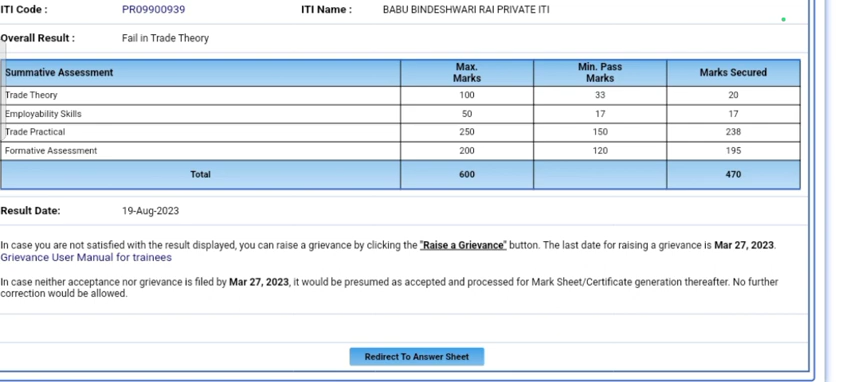 ITI Code : PR09900939 ITI Name : BABU BINDESHWARI RAI PRIVATE ITI
Overall Result : Fail in Trade Theory
Summative Assessment Max. Marks Min. Pass Marks Marks Secured
Trade Theory 100 33 20
Employability Skills 50 17 17
Trade Practical 250 150 238
Formative Assessment 200 120 195
Total 600 470
Result Date: 19-Aug-2023
In case you are not satisfied with the result displayed, you can raise a grievance by clicking the "Raise a Grievance" button. The last date for raising a grievance is Mar 27, 2023.
Grievance User Manual for trainees
In case neither acceptance nor grievance is filed by Mar 27, 2023, it would be presumed as accepted and processed for Mark Sheet/Certificate generation thereafter. No further
correction would be allowed.
Redirect To Answer Sheet